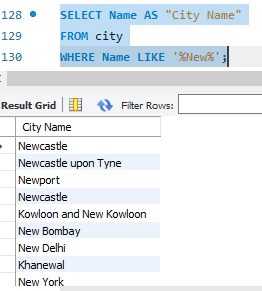 128 SELECT Name AS "City Name"
129 FROM city
130 WHERE Name LIKE '%New%';
Result Grid Filter Rows:
City Name
Newcastle
Newcastle upon Tyne
Newport
Newcastle
Kowloon and New Kowloon
New Bombay
New Delhi
Khanewal
New York